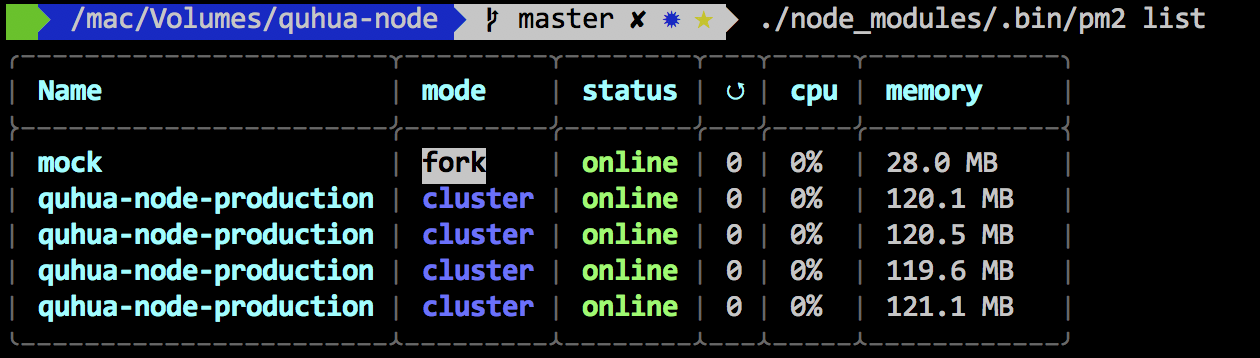 /mac/Volumes/quhua-node master ✘ ✹ ★ ./node_modules/.bin/pm2 list
Name | mode | status | ↺ | cpu | memory
mock | fork | online | 0 | 0% | 28.0 MB
quhua-node-production | cluster | online | 0 | 0% | 120.1 MB
quhua-node-production | cluster | online | 0 | 0% | 120.5 MB
quhua-node-production | cluster | online | 0 | 0% | 119.6 MB
quhua-node-production | cluster | online | 0 | 0% | 121.1 MB